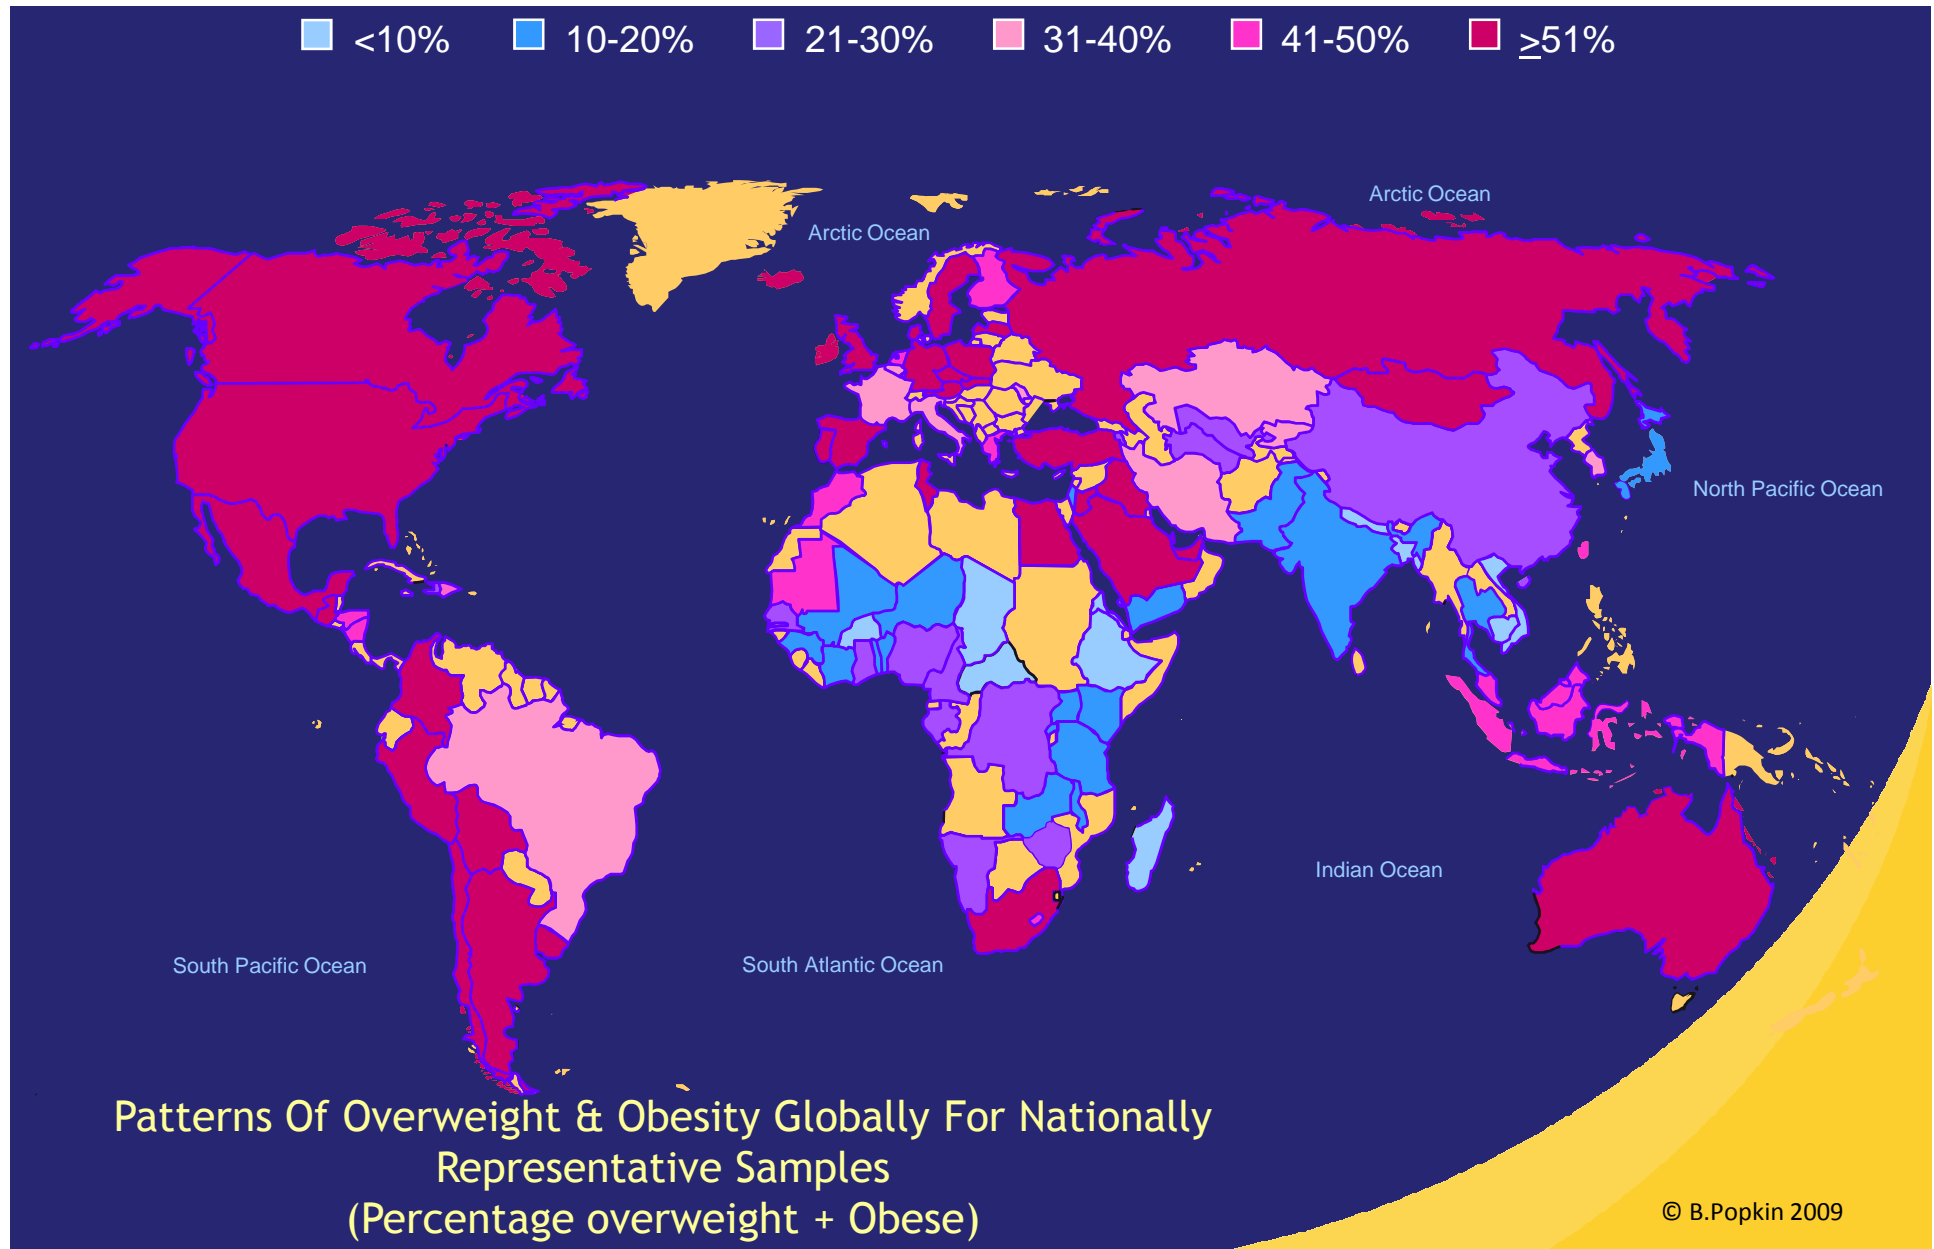 <10% 10-20% 21-30% 31-40% 41-50% ≥51%
Arctic Ocean
Arctic Ocean
North Pacific Ocean
Indian Ocean
South Pacific Ocean
South Atlantic Ocean
Patterns Of Overweight & Obesity Globally For Nationally
Representative Samples
(Percentage overweight + Obese)
© B.Popkin 2009